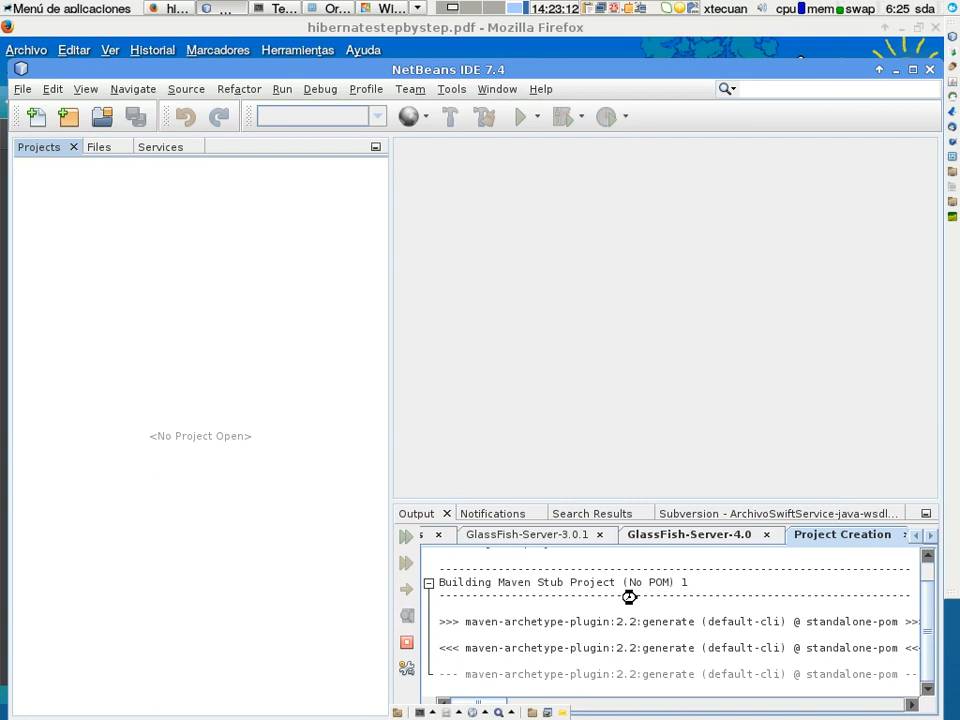 Menú de aplicaciones hi... ... Te... Or... Wi... 14:23:12 xtecuan cpu mem swap 6:25 sda
hibernatestepbystep.pdf - Mozilla Firefox
Archivo Editar Ver Historial Marcadores Herramientas Ayuda
NetBeans IDE 7.4
File Edit View Navigate Source Refactor Run Debug Profile Team Tools Window Help
Projects Files Services
<No Project Open>
Output Notifications Search Results Subversion - ArchivoSwiftService-java-wsdl...
s GlassFish-Server-3.0.1 GlassFish-Server-4.0 Project Creation
------------------------------------------------------------------------
Building Maven Stub Project (No POM) 1
------------------------------------------------------------------------
>>> maven-archetype-plugin:2.2:generate (default-cli) @ standalone-pom >>>
<<< maven-archetype-plugin:2.2:generate (default-cli) @ standalone-pom <<
--- maven-archetype-plugin:2.2:generate (default-cli) @ standalone-pom --